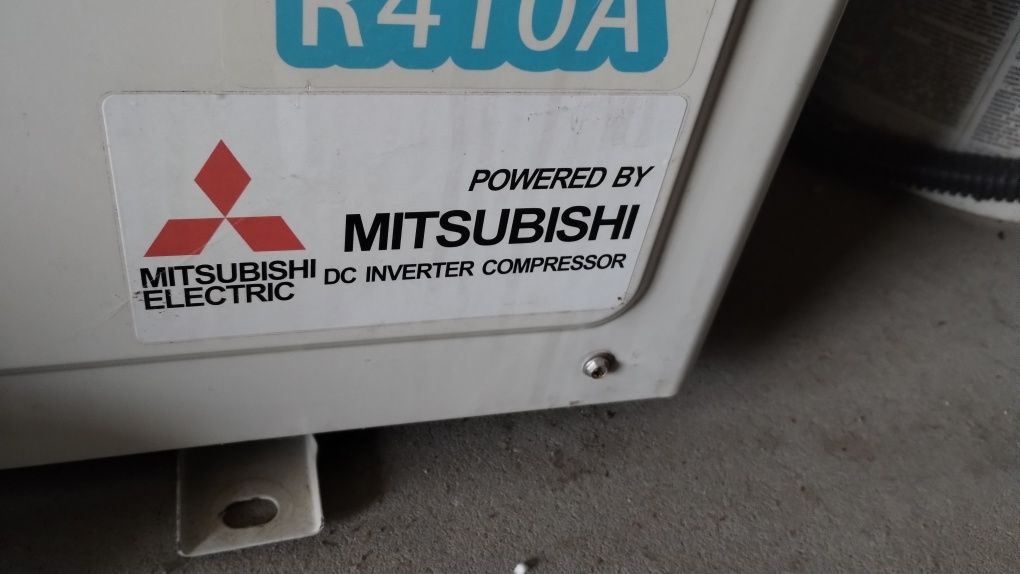 R410A
POWERED BY
MITSUBISHI
DC INVERTER COMPRESSOR
MITSUBISHI
ELECTRIC